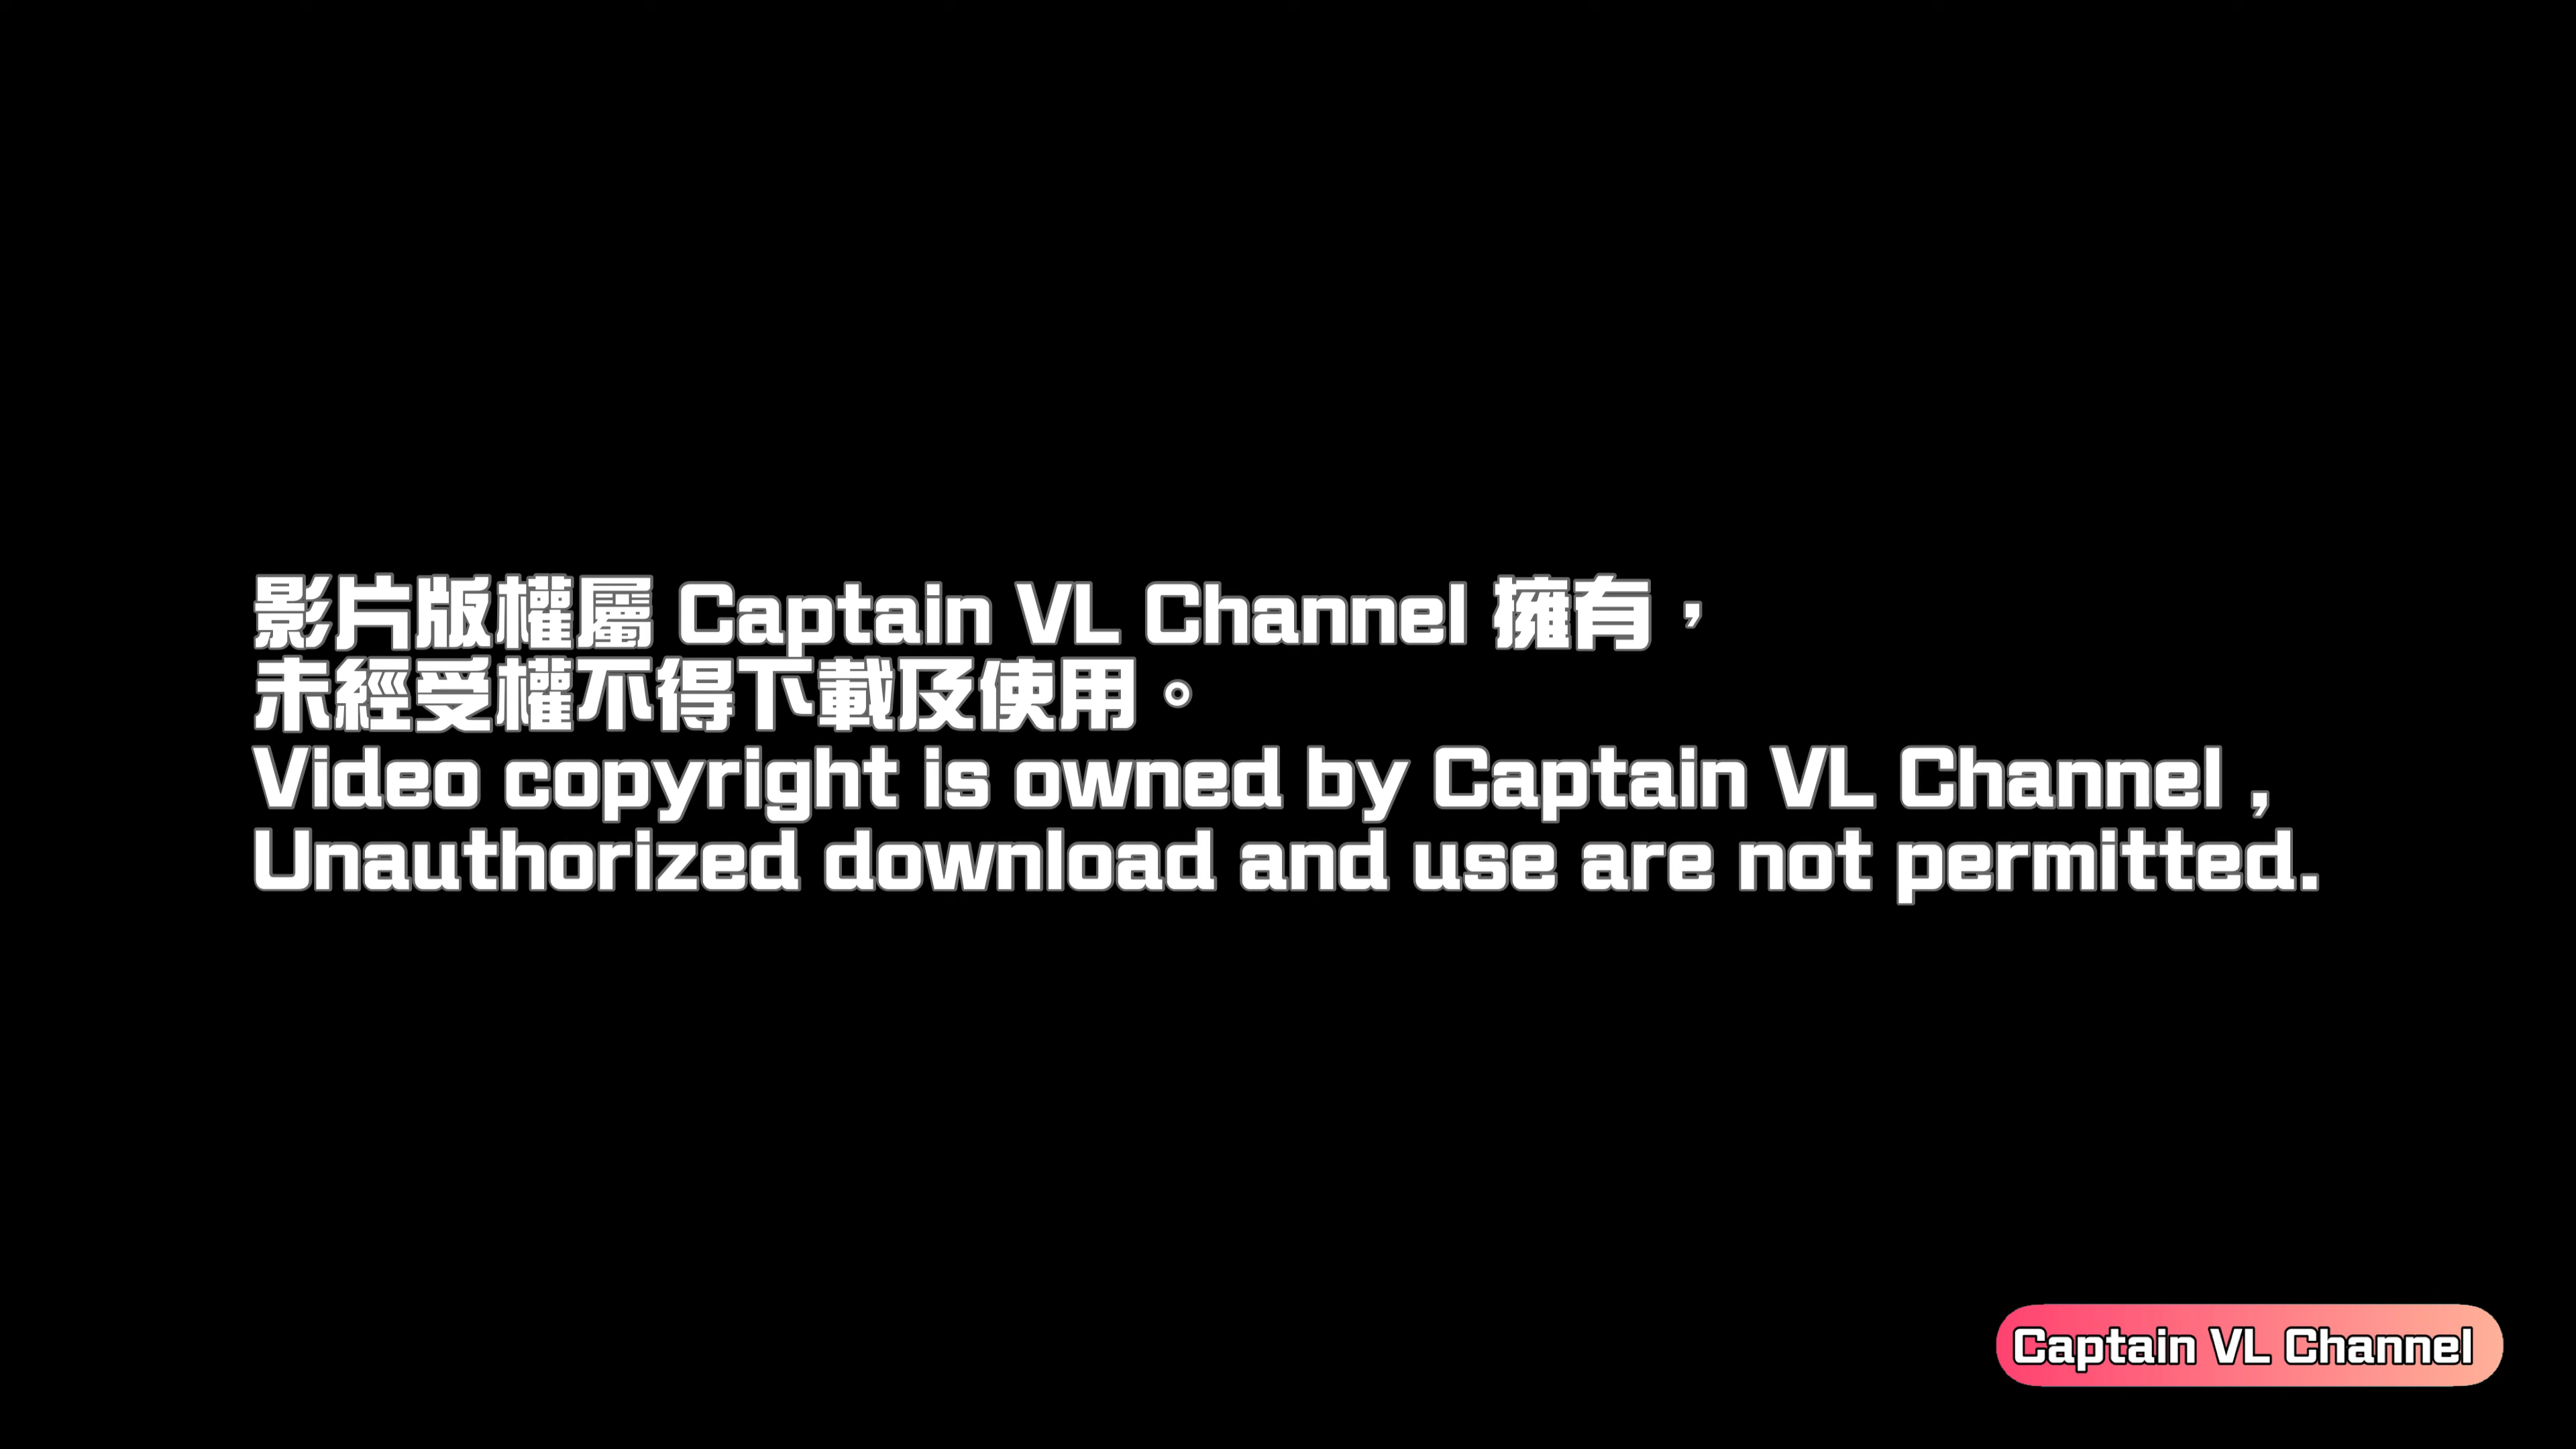 影片版權屬 Captain VL Channel 擁有，
未經受權不得下載及使用。
Video copyright is owned by Captain VL Channel ,
Unauthorized download and use are not permitted.
Captain VL Channel